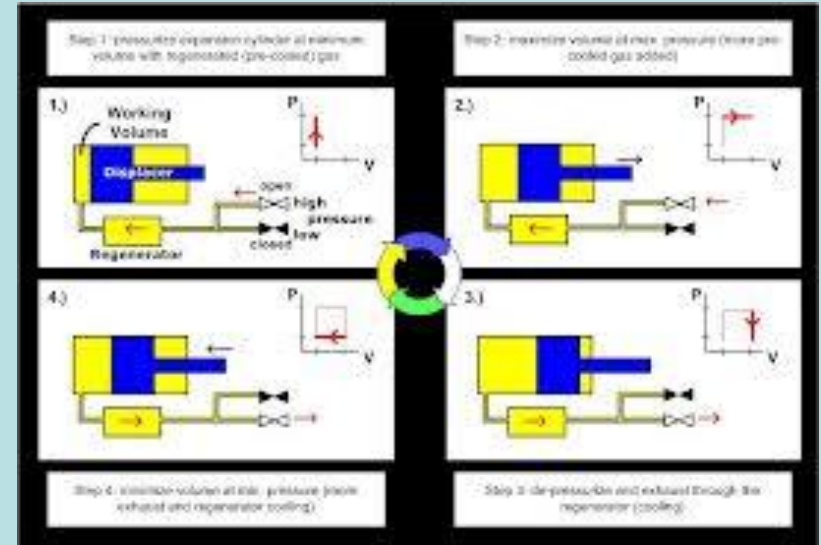 Step 1: pressurize expansion cylinder at minimum
volume with regenerated (pre-cooled) gas
Step 2: maximize volume at max. pressure (more pre-
cooled gas added)
1.)
Working
Volume
Displacer
P
V
open
high
pressure
low
closed
Regenerator
2.)
P
V
4.)
P
V
3.)
P
V
Step 4: minimize volume at min. pressure (more
exhaust and regenerator cooling)
Step 3: de-pressurize and exhaust through the
regenerator (cooling)